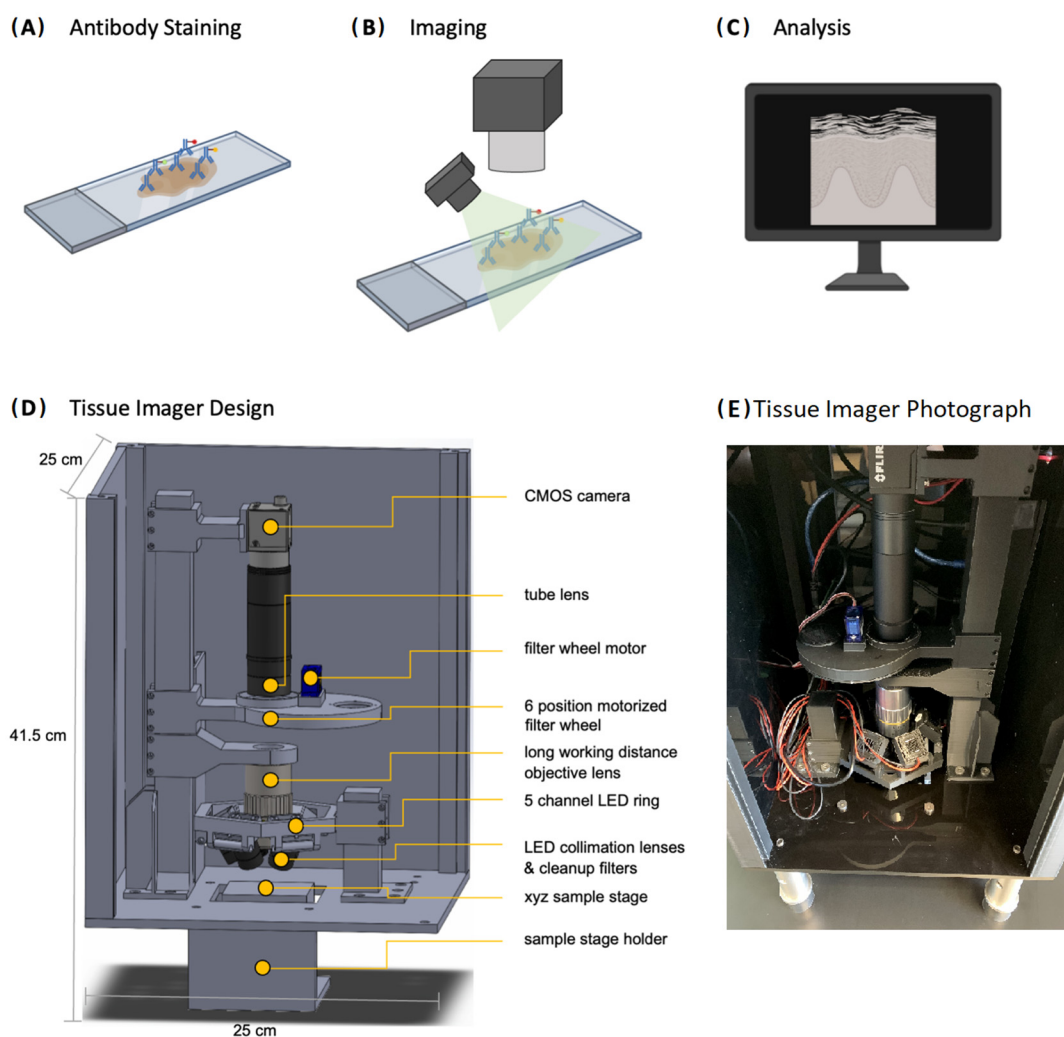 (A) Antibody Staining
(B) Imaging
(C) Analysis
(D) Tissue Imager Design
(E) Tissue Imager Photograph
25 cm
CMOS camera
FLIR
tube lens
filter wheel motor
6 position motorized
filter wheel
41.5 cm
long working distance
objective lens
5 channel LED ring
LED collimation lenses
& cleanup filters
xyz sample stage
sample stage holder
25 cm